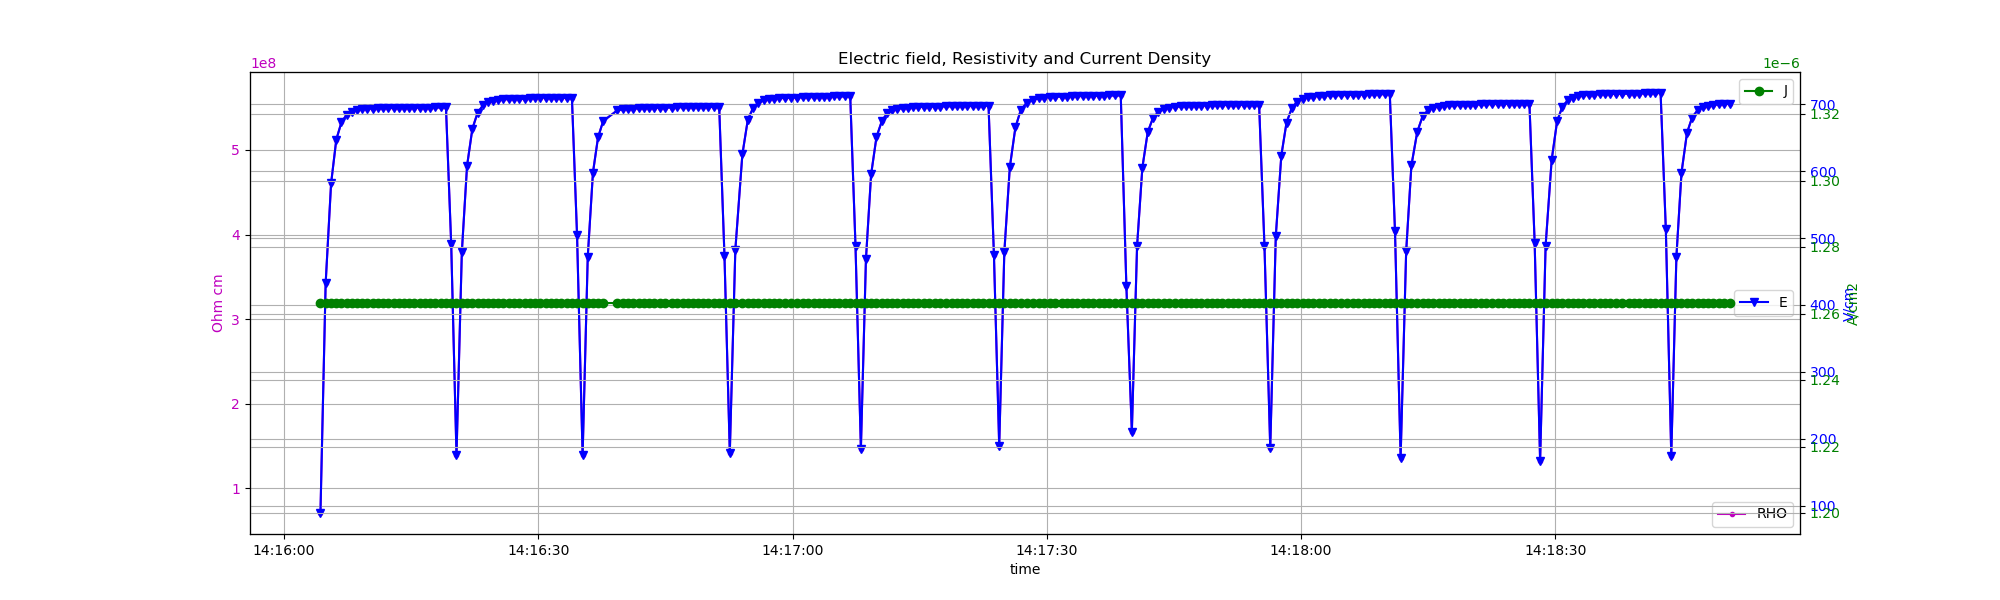 Electric field, Resistivity and Current Density
1e8
1e−6
J
700
1.32
5
600
1.30
4
500
1.28
Ohm cm
E
400
V/cm
A/cm2
3
1.26
300
1.24
2
200
1.22
1
100
RHO
1.20
14:16:00
14:16:30
14:17:00
14:17:30
14:18:00
14:18:30
time